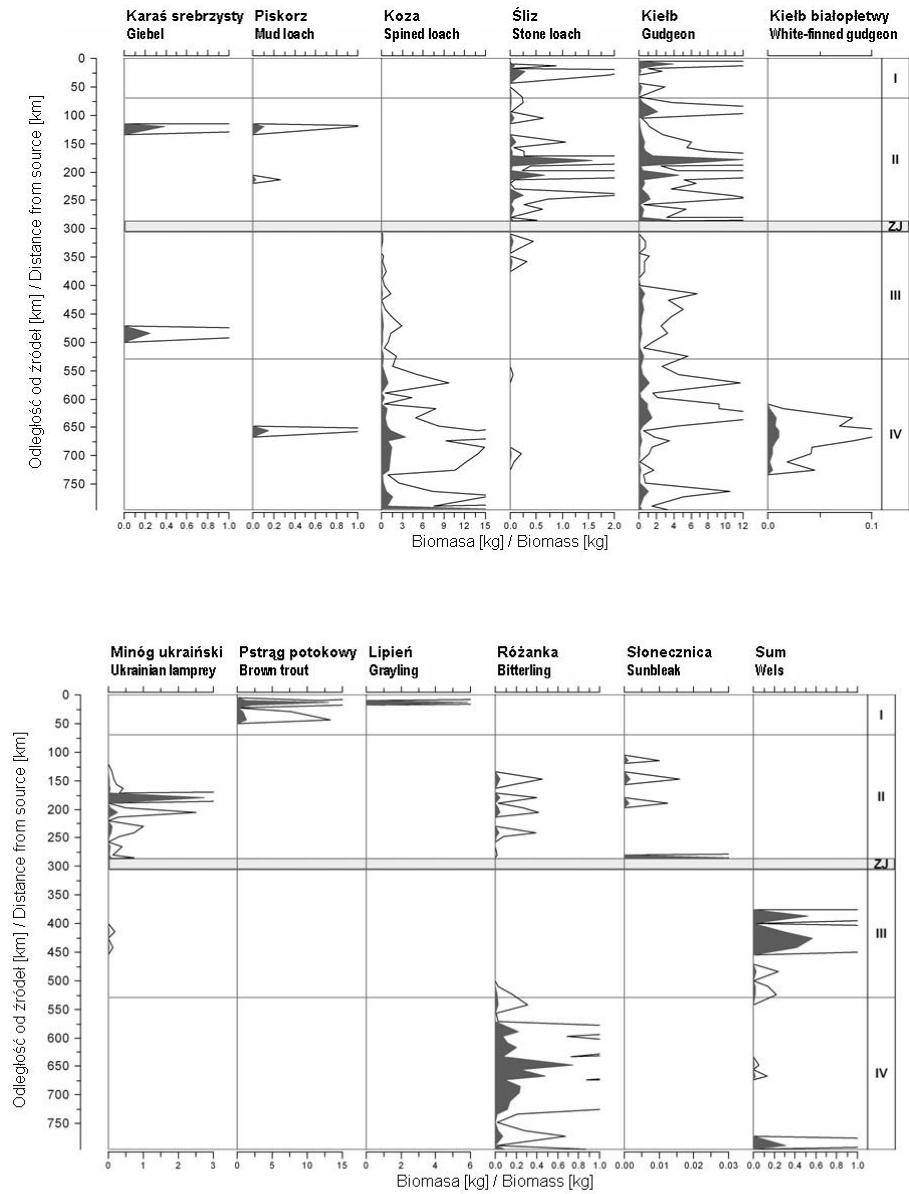 Karaś srebrzysty Piskorz Koza Śliz Kiełb Kiełb białopłetwy
Giebel Mud loach Spined loach Stone loach Gudgeon White-finned gudgeon
0
50
100
150
200
250
300
350
400
450
500
550
600
650
700
750
Odległość od źródeł [km] / Distance from source [km]
I
II
ZJ
III
IV
0.0 0.2 0.4 0.6 0.8 1.0 0.0 0.2 0.4 0.6 0.8 1.0 0 3 6 9 12 15 0.0 0.5 1.0 1.5 2.0 0 2 4 6 8 10 12 0.0 0.1
Biomasa [kg] / Biomass [kg]
Minóg ukraiński Pstrąg potokowy Lipień Różanka Słonecznica Sum
Ukrainian lamprey Brown trout Grayling Bitterling Sunbleak Wels
0
50
100
150
200
250
300
350
400
450
500
550
600
650
700
750
Odległość od źródeł [km] / Distance from source [km]
I
II
ZJ
III
IV
0 1 2 3 0 5 10 15 0 2 4 6 0.0 0.2 0.4 0.6 0.8 1.0 0.00 0.01 0.02 0.03 0.0 0.2 0.4 0.6 0.8 1.0
Biomasa [kg] / Biomass [kg]